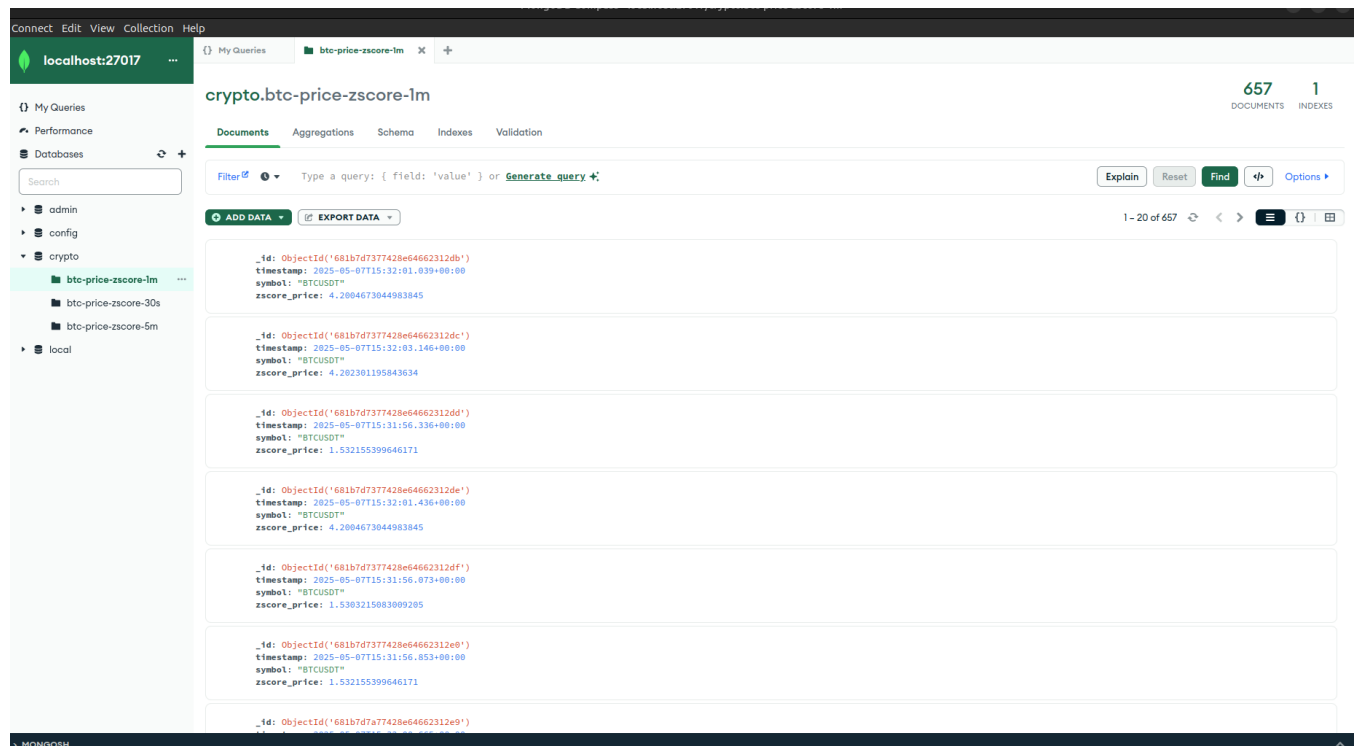 Connect Edit View Collection Help
localhost:27017 ...
{} My Queries
Performance
Databases
Search
admin
config
crypto
btc-price-zscore-1m ...
btc-price-zscore-30s
btc-price-zscore-5m
local
{} My Queries
btc-price-zscore-1m
crypto.btc-price-zscore-1m
657 1
DOCUMENTS INDEXES
Documents Aggregations Schema Indexes Validation
Filter Type a query: { field: 'value' } or Generate query
Explain Reset Find </> Options
ADD DATA EXPORT DATA
1 – 20 of 657 {}
_id: ObjectId('681b7d7377428e64662312db')
timestamp: 2025-05-07T15:32:01.039+00:00
symbol: "BTCUSDT"
zscore_price: 4.2004673044983845
_id: ObjectId('681b7d7377428e64662312dc')
timestamp: 2025-05-07T15:32:03.146+00:00
symbol: "BTCUSDT"
zscore_price: 4.202301195843634
_id: ObjectId('681b7d7377428e64662312dd')
timestamp: 2025-05-07T15:31:56.336+00:00
symbol: "BTCUSDT"
zscore_price: 1.532155399646171
_id: ObjectId('681b7d7377428e64662312de')
timestamp: 2025-05-07T15:32:01.436+00:00
symbol: "BTCUSDT"
zscore_price: 4.2004673044983845
_id: ObjectId('681b7d7377428e64662312df')
timestamp: 2025-05-07T15:31:56.073+00:00
symbol: "BTCUSDT"
zscore_price: 1.5303215083009205
_id: ObjectId('681b7d7377428e64662312e0')
timestamp: 2025-05-07T15:31:56.853+00:00
symbol: "BTCUSDT"
zscore_price: 1.532155399646171
_id: ObjectId('681b7d7a77428e64662312e9')
>_MONGOSH